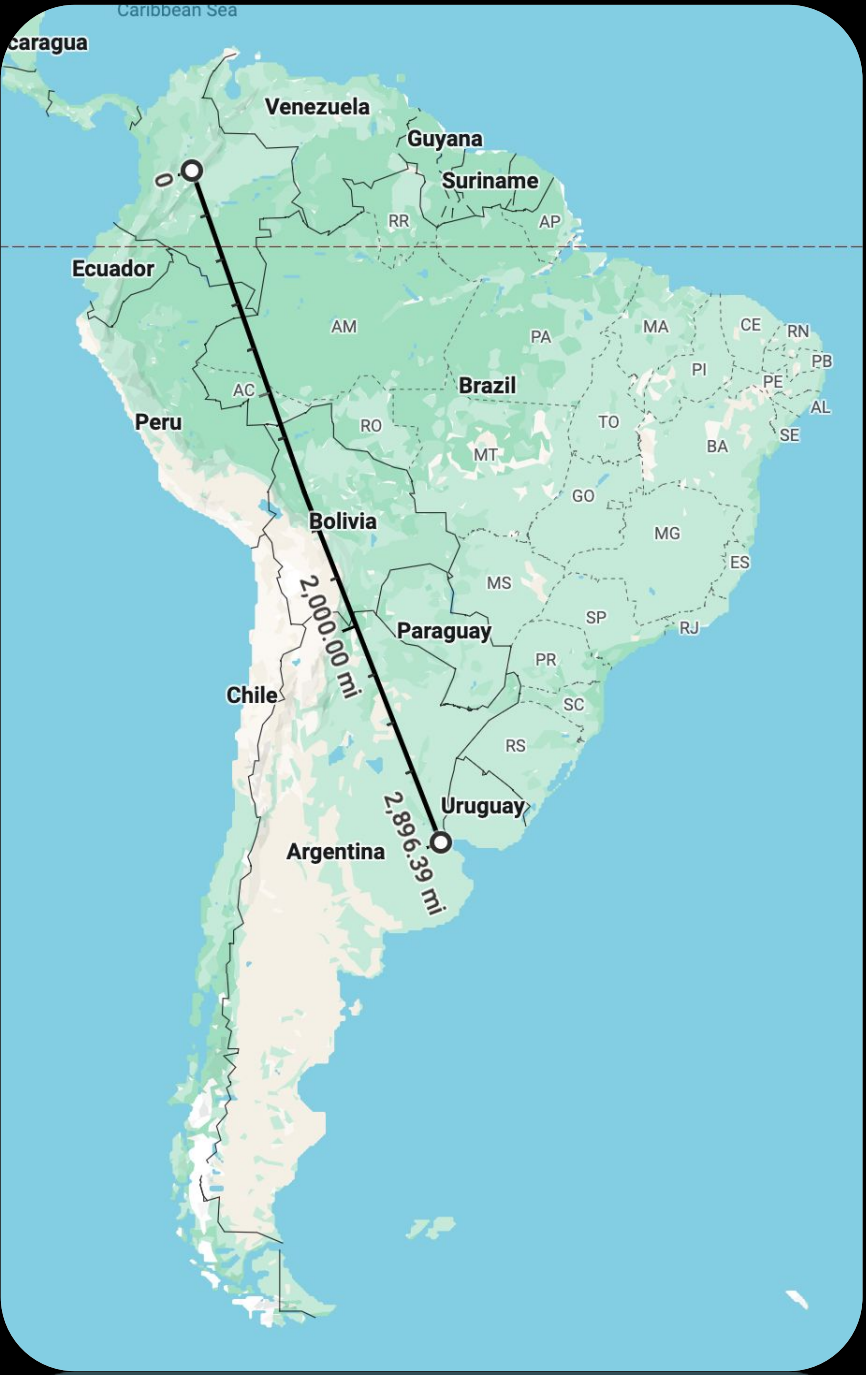 Caribbean Sea
caragua
Venezuela
Guyana
Suriname
0
RR
AP
Ecuador
AM
PA
MA
CE
RN
PI
PB
PE
AC
Brazil
AL
Peru
RO
TO
SE
BA
MT
GO
Bolivia
MG
ES
MS
2,000.00 mi
SP
RJ
Paraguay
PR
Chile
SC
RS
Uruguay
2,896.39 mi
Argentina